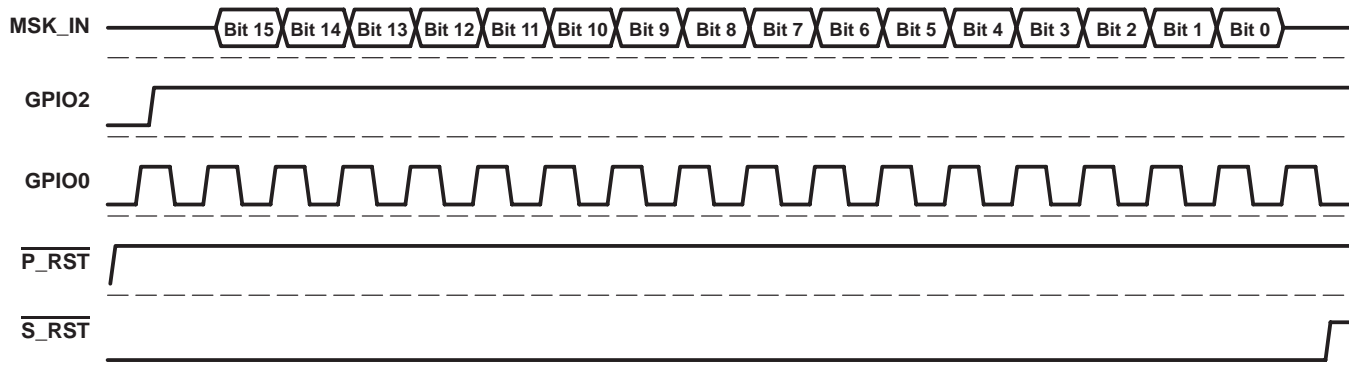 MSK_IN Bit 15 Bit 14 Bit 13 Bit 12 Bit 11 Bit 10 Bit 9 Bit 8 Bit 7 Bit 6 Bit 5 Bit 4 Bit 3 Bit 2 Bit 1 Bit 0
GPIO2
GPIO0
P_RST
S_RST